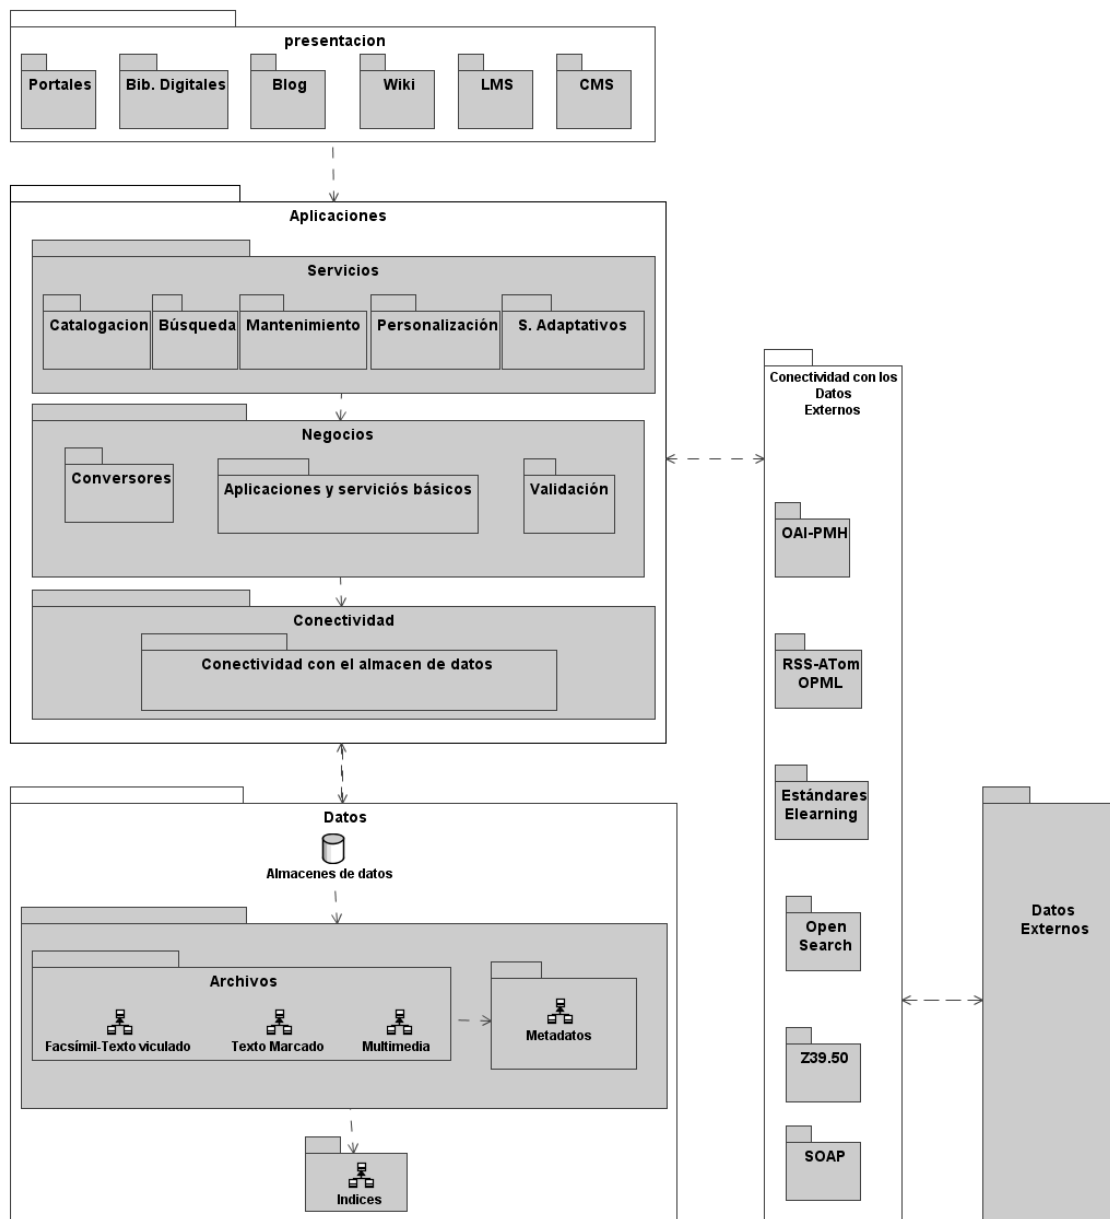 presentacion
Portales
Bib. Digitales
Blog
Wiki
LMS
CMS
Aplicaciones
Servicios
Catalogacion
Búsqueda
Mantenimiento
Personalización
S. Adaptativos
Negocios
Conversores
Aplicaciones y serviciós básicos
Validación
Conectividad
Conectividad con el almacen de datos
Datos
Almacenes de datos
Archivos
Facsímil-Texto viculado
Texto Marcado
Multimedia
Metadatos
Indices
Conectividad con los
Datos
Externos
OAI-PMH
RSS-ATom
OPML
Estándares
Elearning
Open
Search
Z39.50
SOAP
Datos
Externos